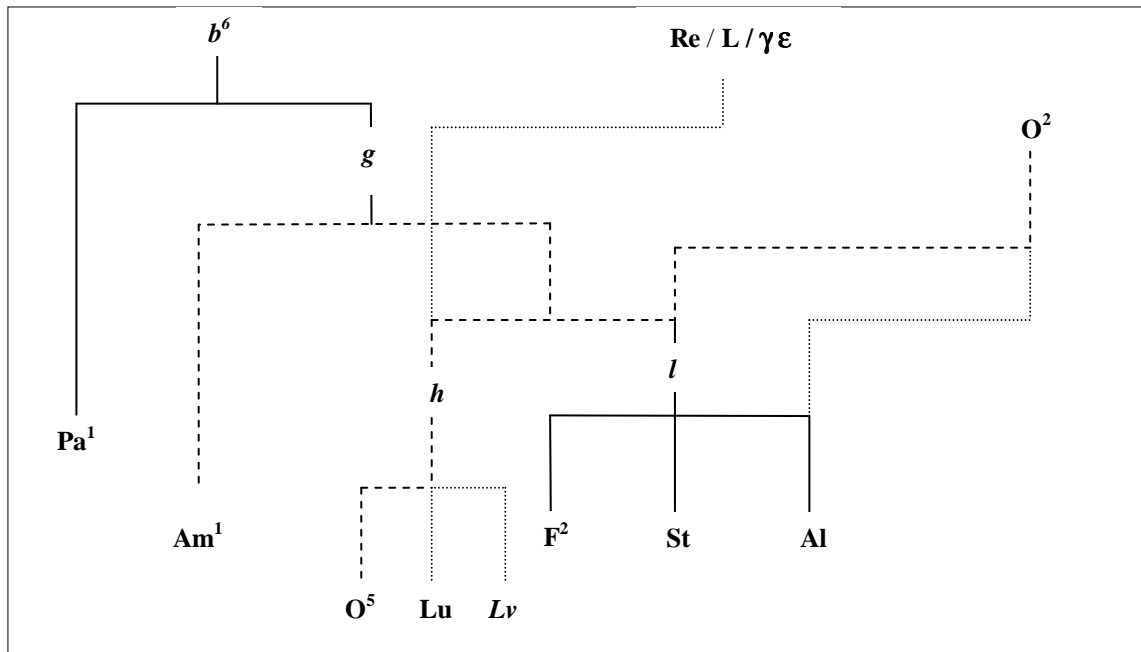 b⁶
Re / L / γ ε
O²
g
l
h
Pa¹
Am¹ F² St Al
O⁵ Lu Lv